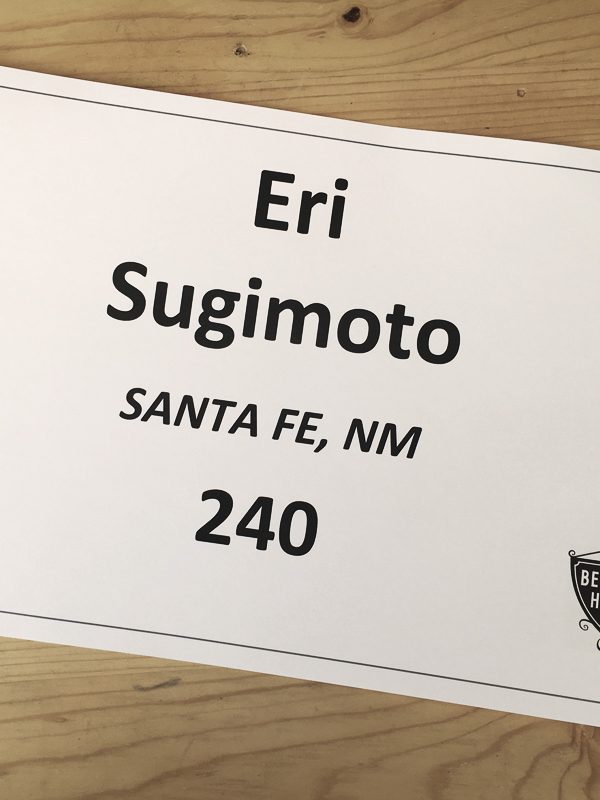 Eri
Sugimoto
SANTA FE, NM
240